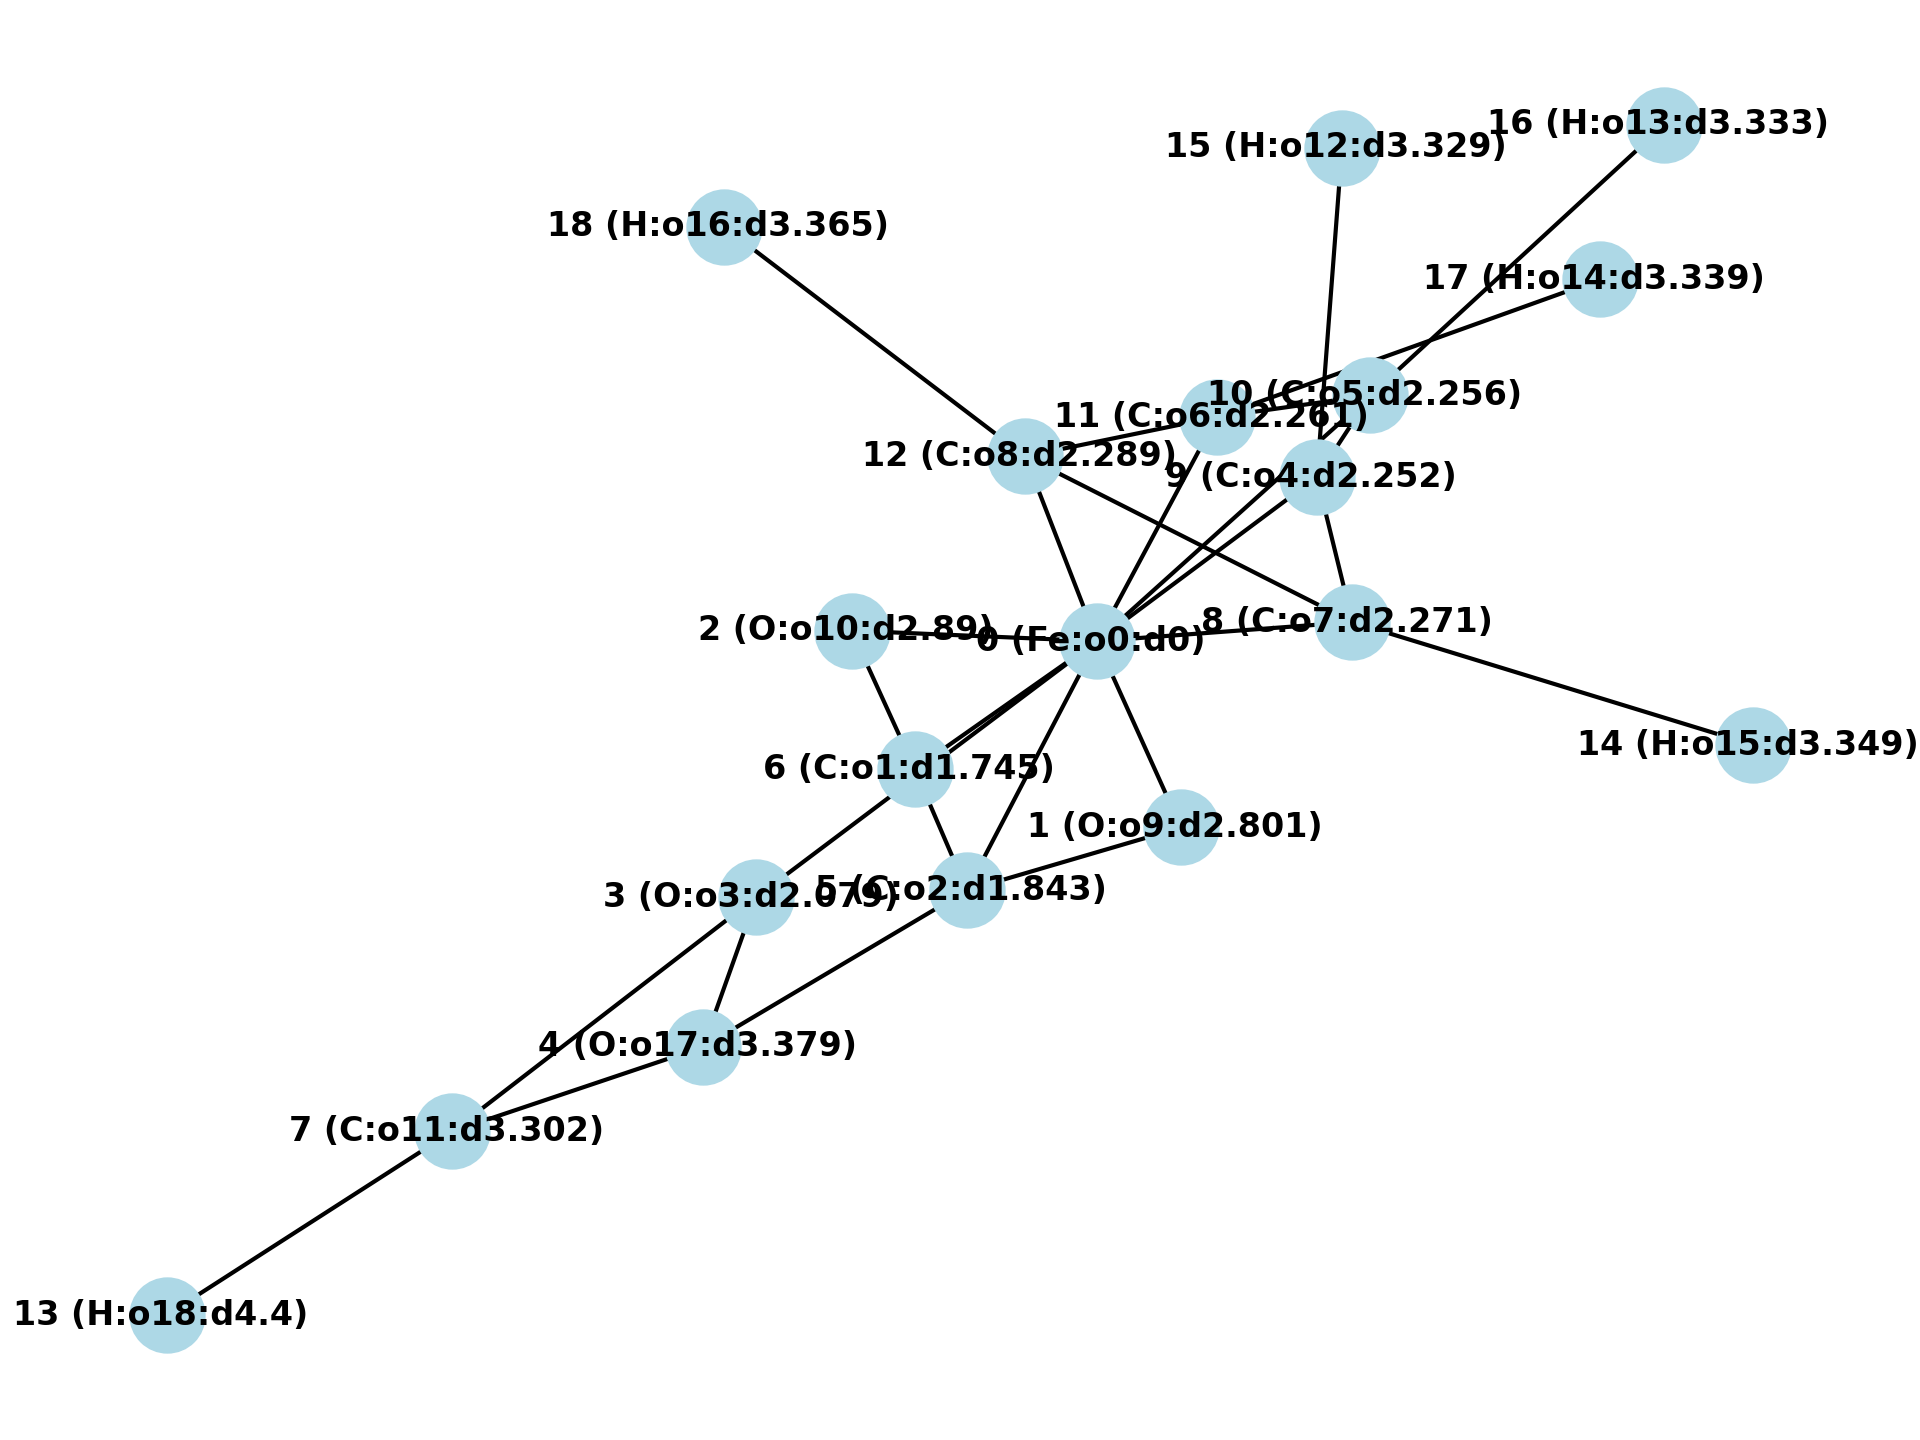 16 (H:o13:d3.333)
15 (H:o12:d3.329)
18 (H:o16:d3.365)
17 (H:o14:d3.339)
10 (C:o5:d2.256)
11 (C:o6:d2.261)
12 (C:o8:d2.289)
9 (C:o4:d2.252)
8 (C:o7:d2.271)
2 (O:o10:d2.89)
0 (Fe:o0:d0)
14 (H:o15:d3.349)
6 (C:o1:d1.745)
1 (O:o9:d2.801)
5 (C:o2:d1.843)
3 (O:o3:d2.079)
4 (O:o17:d3.379)
7 (C:o11:d3.302)
13 (H:o18:d4.4)